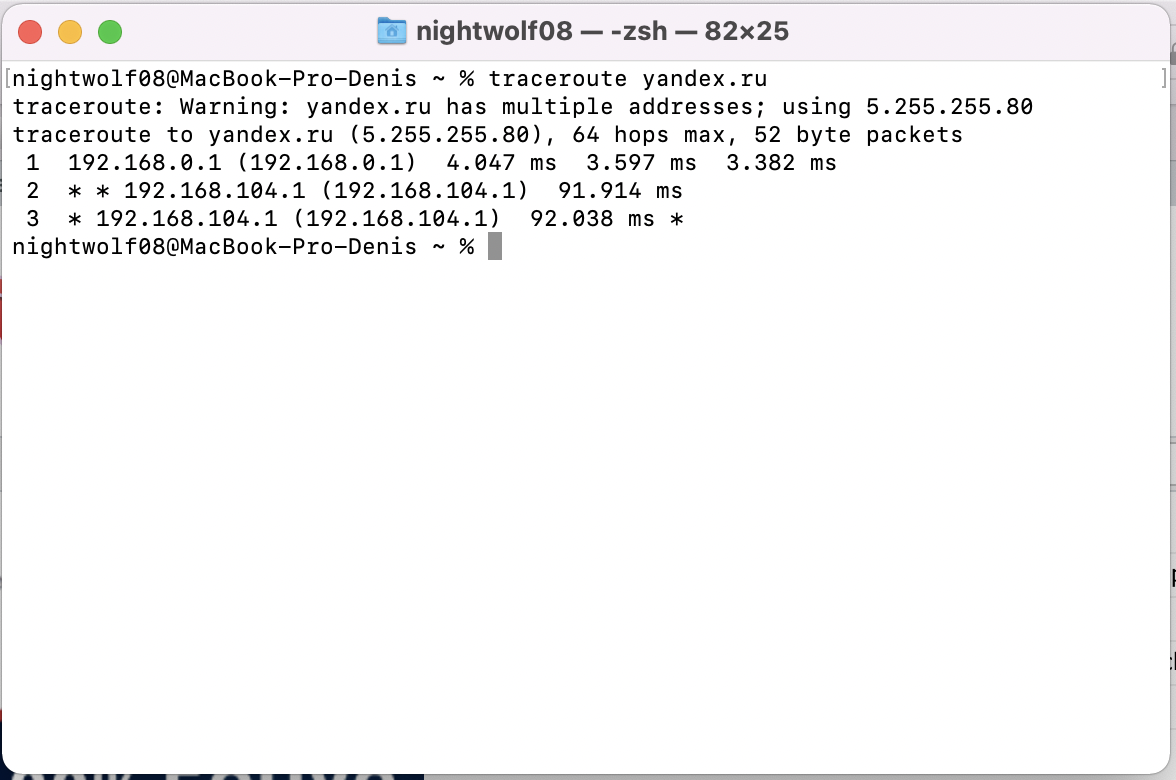 nightwolf08 — -zsh — 82×25
[nightwolf08@MacBook-Pro-Denis ~ % traceroute yandex.ru ]
traceroute: Warning: yandex.ru has multiple addresses; using 5.255.255.80
traceroute to yandex.ru (5.255.255.80), 64 hops max, 52 byte packets
 1  192.168.0.1 (192.168.0.1)  4.047 ms  3.597 ms  3.382 ms
 2  * * 192.168.104.1 (192.168.104.1)  91.914 ms
 3  * 192.168.104.1 (192.168.104.1)  92.038 ms *
nightwolf08@MacBook-Pro-Denis ~ %